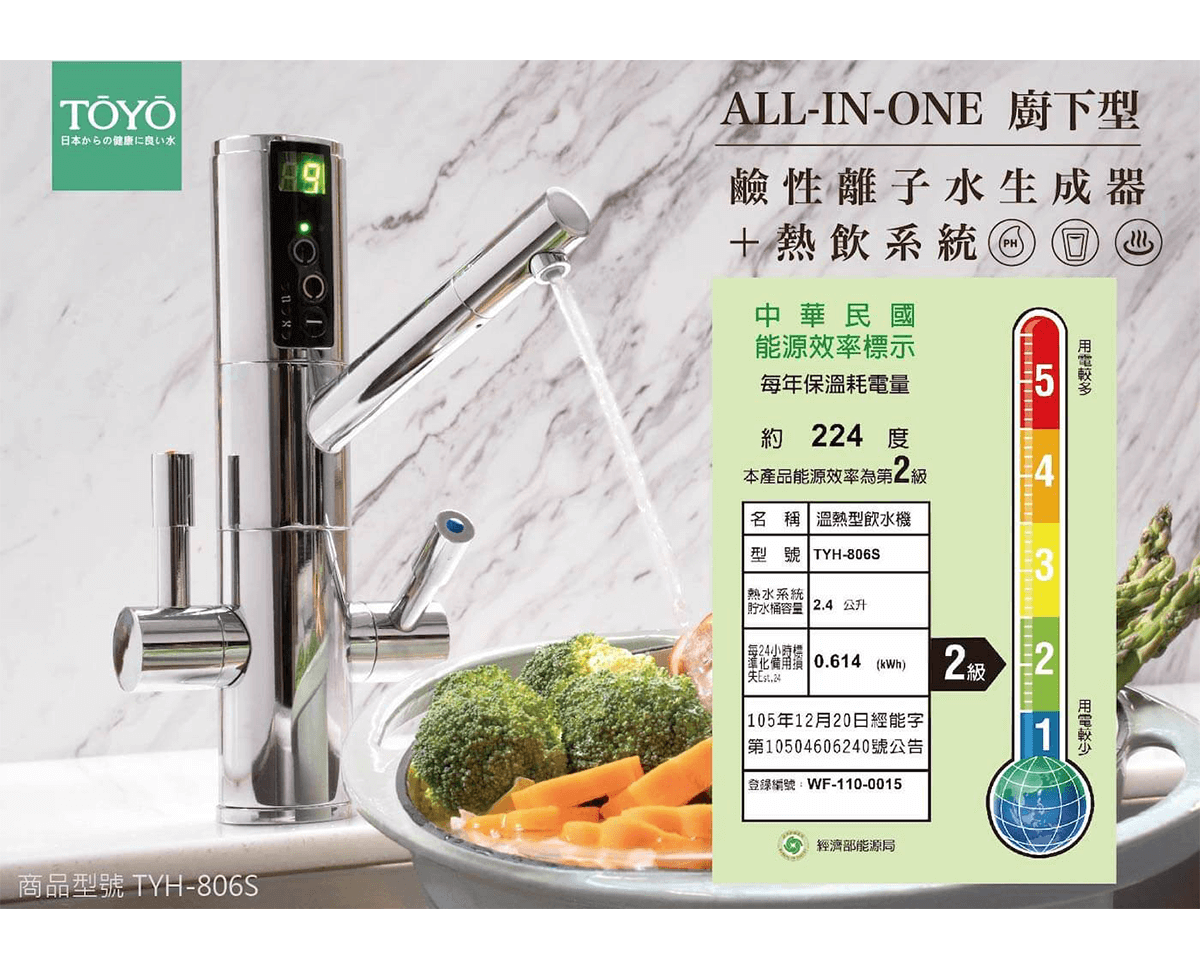 TŌYŌ
日本からの健康に良い水
9
ALL-IN-ONE 廚下型
鹼性離子水生成器
＋熱飲系統
PH
中華民國
能源效率標示
每年保溫耗電量
約 224 度
本產品能源效率為第2級
名稱 溫熱型飲水機
型號 TYH-806S
熱水系統
貯水桶容量 2.4 公升
每24小時標
準化備用損
失Est.24 0.614 (kWh)
105年12月20日經能字
第10504606240號公告
登錄編號：WF-110-0015
經濟部能源局
用電較多
5
4
3
2級
2
1
用電較少
商品型號 TYH-806S